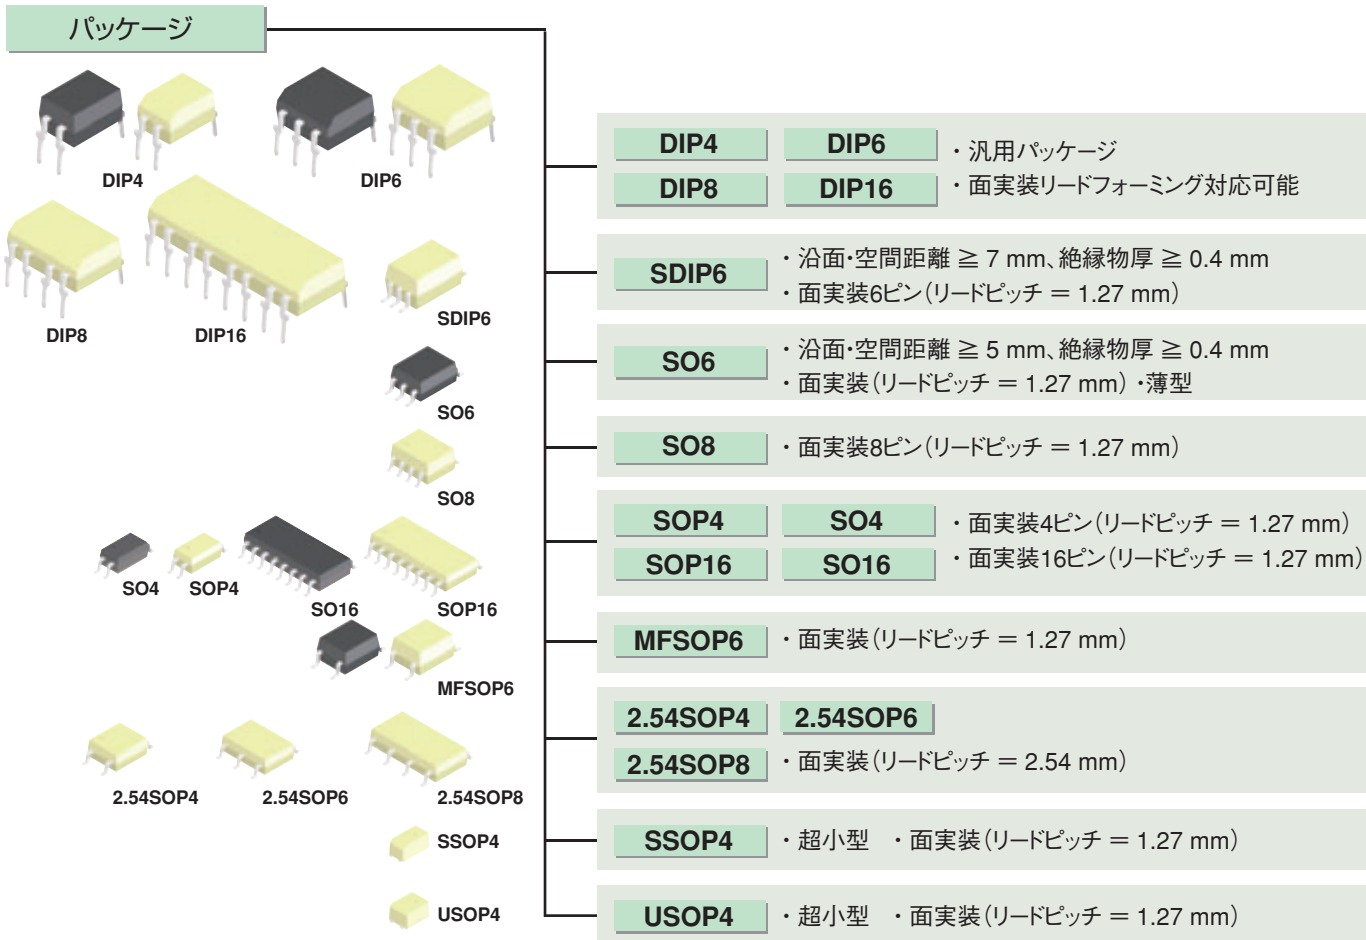 パッケージ
DIP4 DIP6
DIP8 DIP16 SDIP6
SO6
SO8
SO4 SOP4 SO16 SOP16
MFSOP6
2.54SOP4 2.54SOP6 2.54SOP8
SSOP4
USOP4
DIP4 DIP6 ・汎用パッケージ
DIP8 DIP16 ・面実装リードフォーミング対応可能
SDIP6
・沿面・空間距離 ≧ 7 mm、絶縁物厚 ≧ 0.4 mm
・面実装6ピン（リードピッチ ＝ 1.27 mm）
SO6
・沿面・空間距離 ≧ 5 mm、絶縁物厚 ≧ 0.4 mm
・面実装（リードピッチ ＝ 1.27 mm）・薄型
SO8 ・面実装8ピン（リードピッチ ＝ 1.27 mm）
SOP4 SO4 ・面実装4ピン（リードピッチ ＝ 1.27 mm）
SOP16 SO16 ・面実装16ピン（リードピッチ ＝ 1.27 mm）
MFSOP6 ・面実装（リードピッチ ＝ 1.27 mm）
2.54SOP4 2.54SOP6
2.54SOP8 ・面実装（リードピッチ ＝ 2.54 mm）
SSOP4 ・超小型 ・面実装（リードピッチ ＝ 1.27 mm）
USOP4 ・超小型 ・面実装（リードピッチ ＝ 1.27 mm）